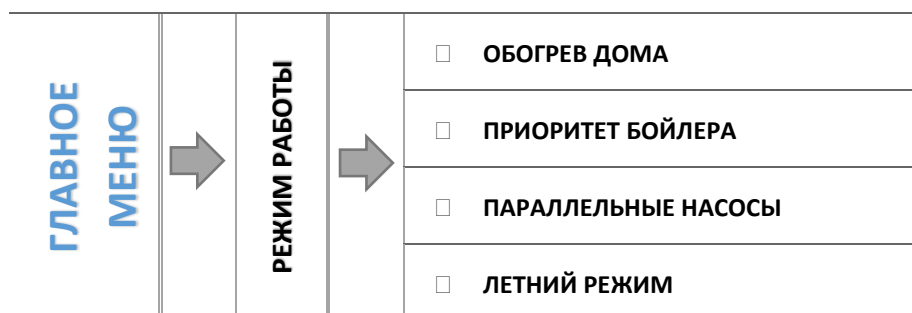 ГЛАВНОЕ
МЕНЮ
РЕЖИМ РАБОТЫ
ОБОГРЕВ ДОМА
ПРИОРИТЕТ БОЙЛЕРА
ПАРАЛЛЕЛЬНЫЕ НАСОСЫ
ЛЕТНИЙ РЕЖИМ